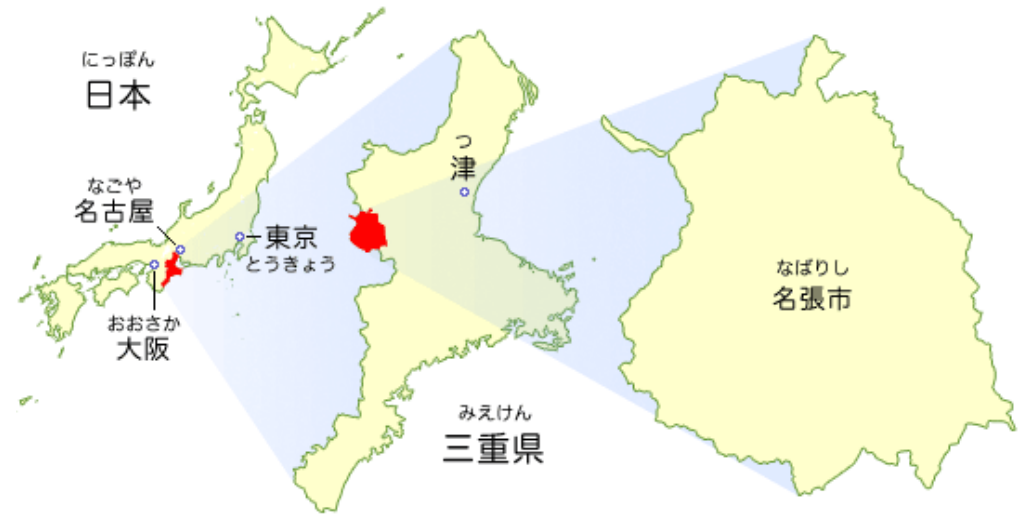 にっぽん
日本
なごや
名古屋
東京
とうきょう
おおさか
大阪
つ
津
みえけん
三重県
なばりし
名張市